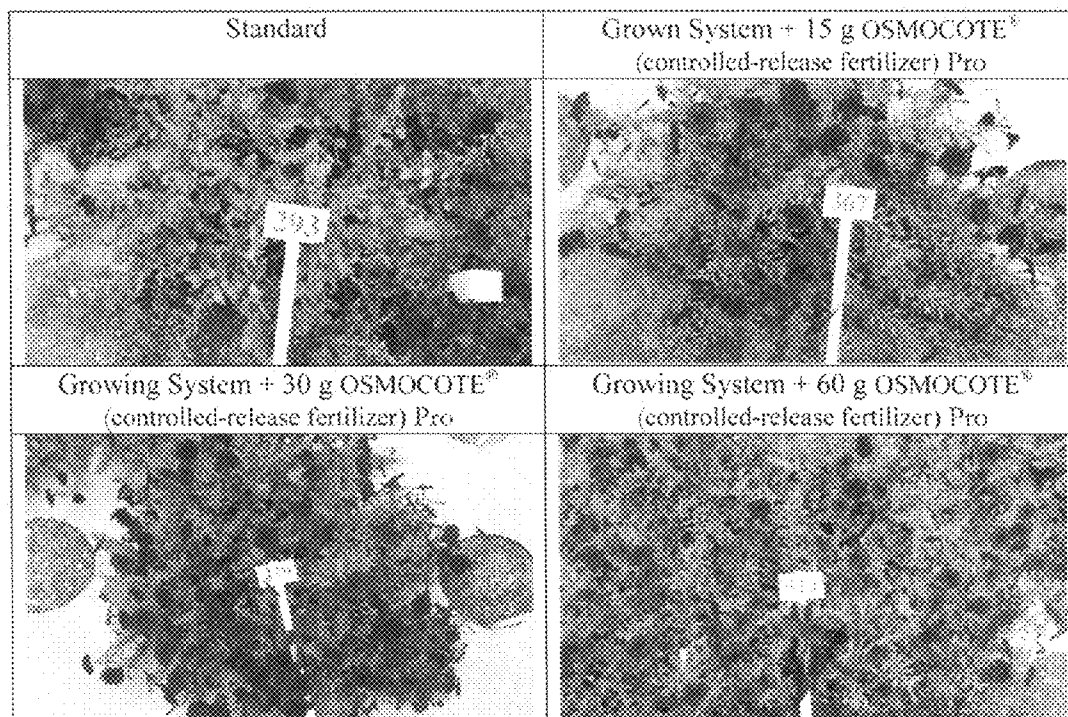 Standard
Grown System + 15 g OSMOCOTE®
(controlled-release fertilizer) Pro
393
Growing System + 30 g OSMOCOTE®
(controlled-release fertilizer) Pro
Growing System + 60 g OSMOCOTE®
(controlled-release fertilizer) Pro